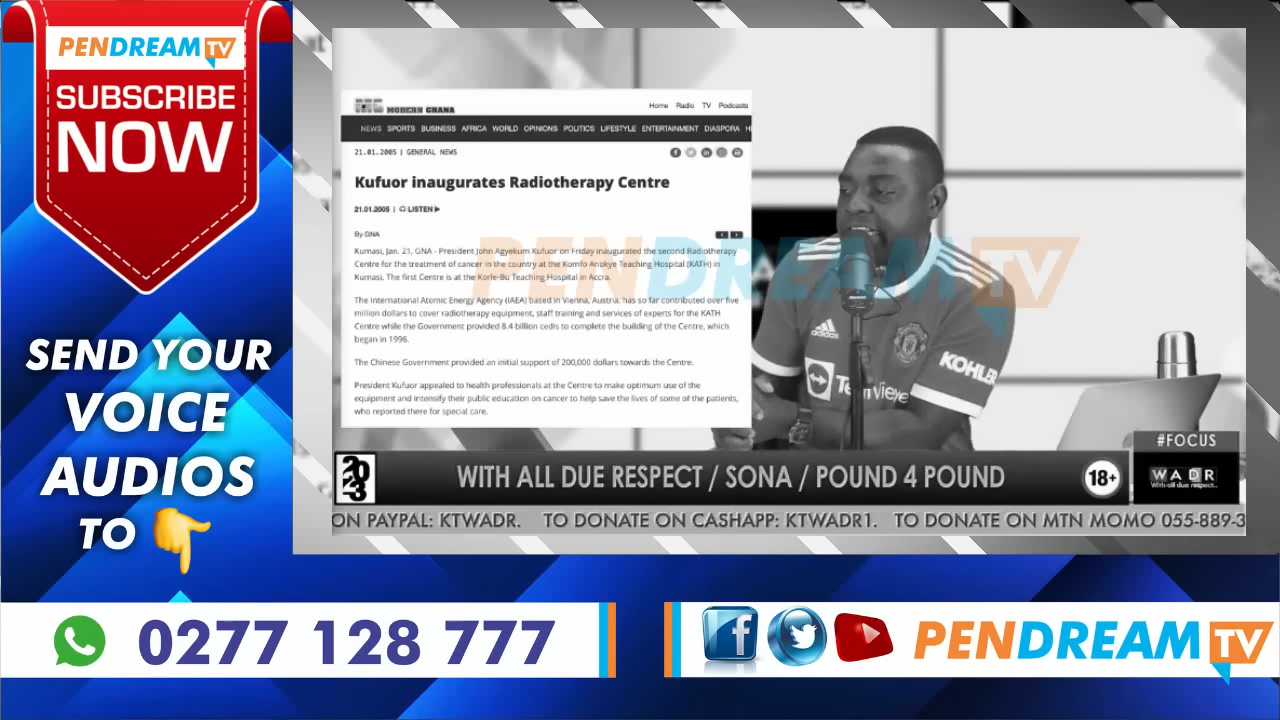 PENDREAM TV
SUBSCRIBE
NOW
SEND YOUR
VOICE
AUDIOS
TO
MG MODERN GHANA
Home Radio TV Podcasts
NEWS SPORTS BUSINESS AFRICA WORLD OPINIONS POLITICS LIFESTYLE ENTERTAINMENT DIASPORA H
21.01.2005 | GENERAL NEWS
Kufuor inaugurates Radiotherapy Centre
21.01.2005 | LISTEN
By GNA
Kumasi, Jan. 21, GNA - President John Agyekum Kufuor on Friday inaugurated the second Radiotherapy
Centre for the treatment of cancer in the country at the Komfo Anokye Teaching Hospital (KATH) in
Kumasi. The first Centre is at the Korle-Bu Teaching Hospital in Accra.
The International Atomic Energy Agency (IAEA) based in Vienna, Austria, has so far contributed over five
million dollars to cover radiotherapy equipment, staff training and services of experts for the KATH
Centre while the Government provided 8.4 billion cedis to complete the building of the Centre, which
began in 1996.
The Chinese Government provided an initial support of 200,000 dollars towards the Centre.
President Kufuor appealed to health professionals at the Centre to make optimum use of the
equipment and intensify their public education on cancer to help save the lives of some of the patients,
who reported there for special care.
PENDREAM TV
adidas
TeamViewe
KOHLER
#FOCUS
2023
WITH ALL DUE RESPECT / SONA / POUND 4 POUND
18+
WADR
With all due respect...
ON PAYPAL: KTWADR. TO DONATE ON CASHAPP: KTWADR1. TO DONATE ON MTN MOMO 055-889-3
0277 128 777
PENDREAM TV